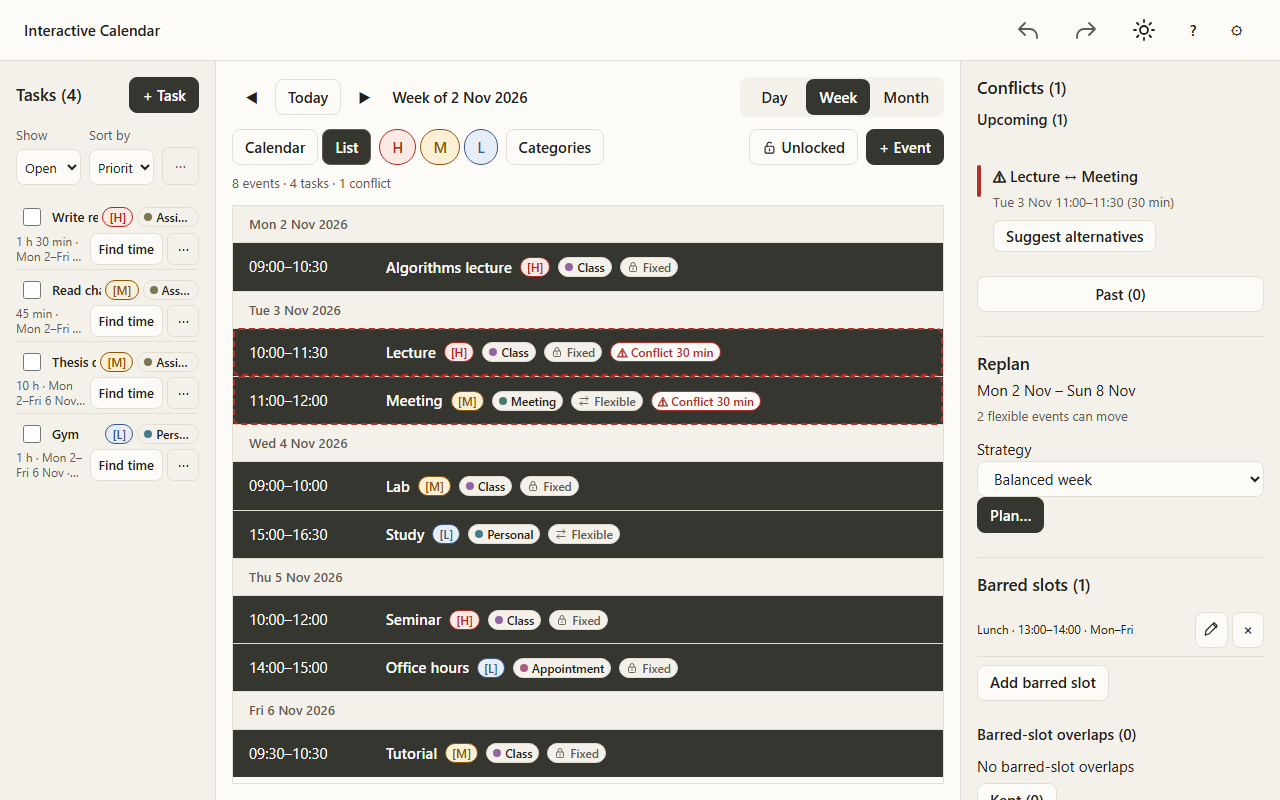 Interactive Calendar
?
Tasks (4)
+ Task
Show
Sort by
Open
Priorit
...
Write re [H] Assi...
1 h 30 min ·
Mon 2–Fri ...
Find time
...
Read cha [M] Ass...
45 min ·
Mon 2–Fri ...
Find time
...
Thesis c [M] Assi...
10 h · Mon
2–Fri 6 Nov...
Find time
...
Gym [L] Pers...
1 h · Mon 2–
Fri 6 Nov ·...
Find time
...
◀ Today ▶ Week of 2 Nov 2026
Day Week Month
Calendar List H M L Categories
Unlocked + Event
8 events · 4 tasks · 1 conflict
Mon 2 Nov 2026
09:00–10:30 Algorithms lecture [H] Class Fixed
Tue 3 Nov 2026
10:00–11:30 Lecture [H] Class Fixed ⚠ Conflict 30 min
11:00–12:00 Meeting [M] Meeting Flexible ⚠ Conflict 30 min
Wed 4 Nov 2026
09:00–10:00 Lab [M] Class Fixed
15:00–16:30 Study [L] Personal Flexible
Thu 5 Nov 2026
10:00–12:00 Seminar [H] Class Fixed
14:00–15:00 Office hours [L] Appointment Fixed
Fri 6 Nov 2026
09:30–10:30 Tutorial [M] Class Fixed
Conflicts (1)
Upcoming (1)
⚠ Lecture ↔ Meeting
Tue 3 Nov 11:00–11:30 (30 min)
Suggest alternatives
Past (0)
Replan
Mon 2 Nov – Sun 8 Nov
2 flexible events can move
Strategy
Balanced week
Plan...
Barred slots (1)
Lunch · 13:00–14:00 · Mon–Fri
×
Add barred slot
Barred-slot overlaps (0)
No barred-slot overlaps
Kept (0)